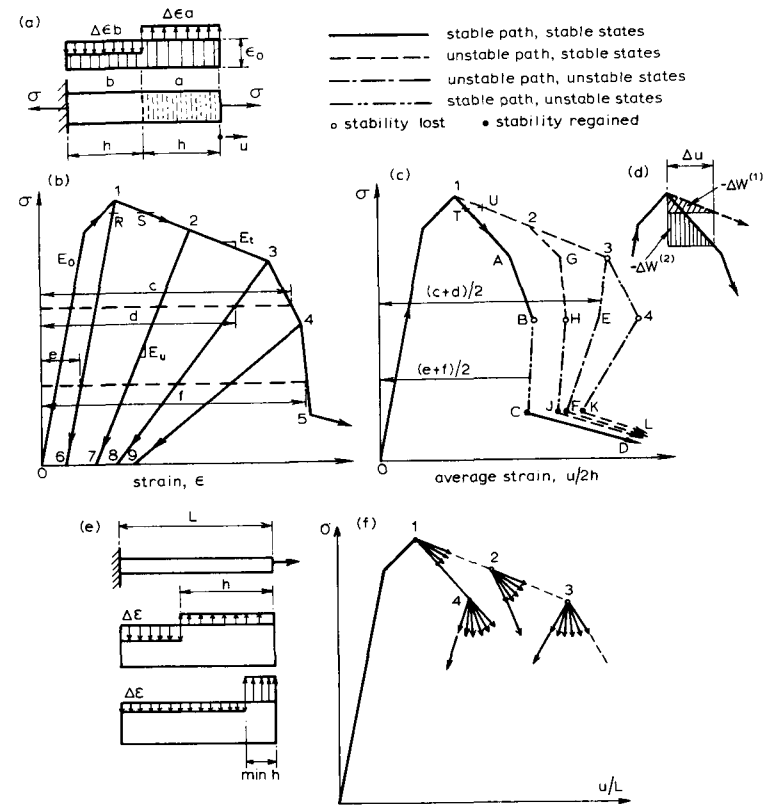 (a)
Δϵb
Δϵa
ϵ₀
b
a
σ
σ
h
h
u
stable path, stable states
unstable path, stable states
unstable path, unstable states
stable path, unstable states
stability lost
stability regained
(b)
σ
1
R
S
2
E₀
Eₜ
3
c
d
4
e
Eᵤ
f
5
0
6
7
8
9
strain, ϵ
(c)
σ
1
U
T
2
A
G
3
(c+d)/2
B
H
E
4
(e+f)/2
C
J
F
K
L
D
0
average strain, u/2h
(d)
Δu
-ΔW⁽¹⁾
-ΔW⁽²⁾
(e)
L
h
Δε
Δε
min h
(f)
σ
1
2
3
4
u/L